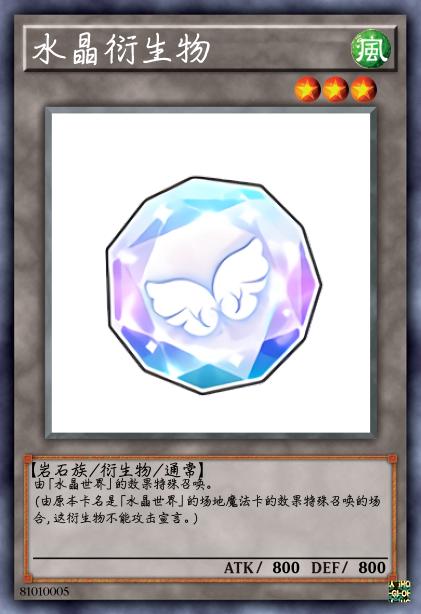 水晶衍生物
瘋
【岩石族/衍生物/通常】
由「水晶世界」的效果特殊召唤。
(由原本卡名是「水晶世界」的场地魔法卡的效果特殊召唤的场
合,这衍生物不能攻击宣言。)
ATK/ 800 DEF/ 800
81010005